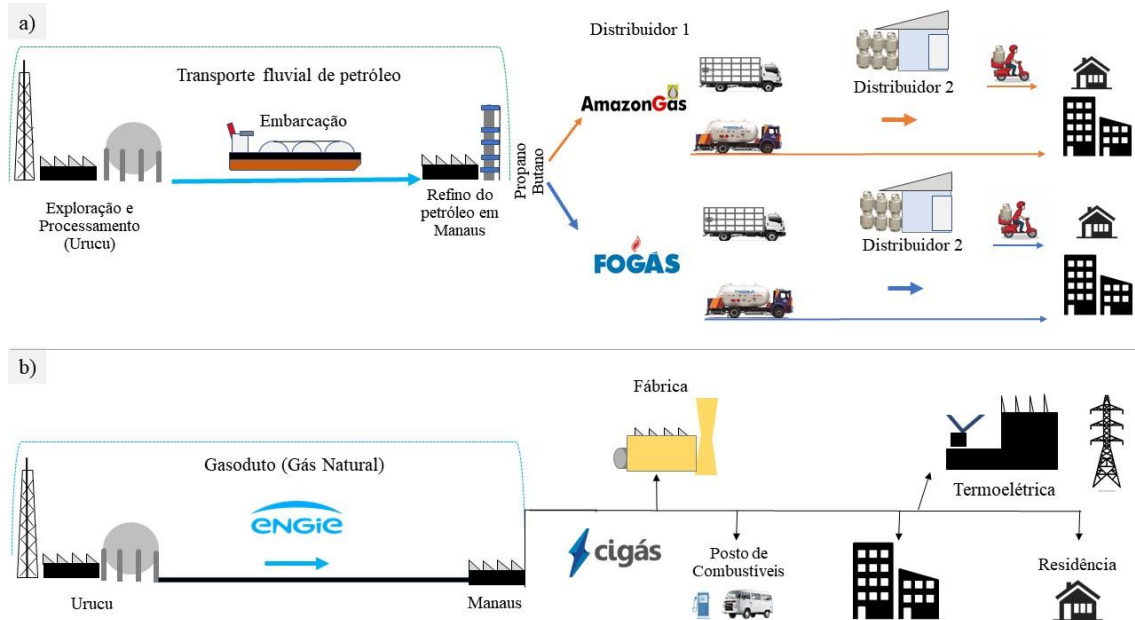 a)
Transporte fluvial de petróleo
Embarcação
Exploração e
Processamento
(Urucu)
Refino do
petróleo em
Manaus
Propano
Butano
Distribuidor 1
AmazonGás
Distribuidor 2
FOGÁS
Distribuidor 2
b)
Gasoduto (Gás Natural)
ENGIE
Urucu
Manaus
cigás
Fábrica
Posto de
Combustíveis
Termoelétrica
Residência